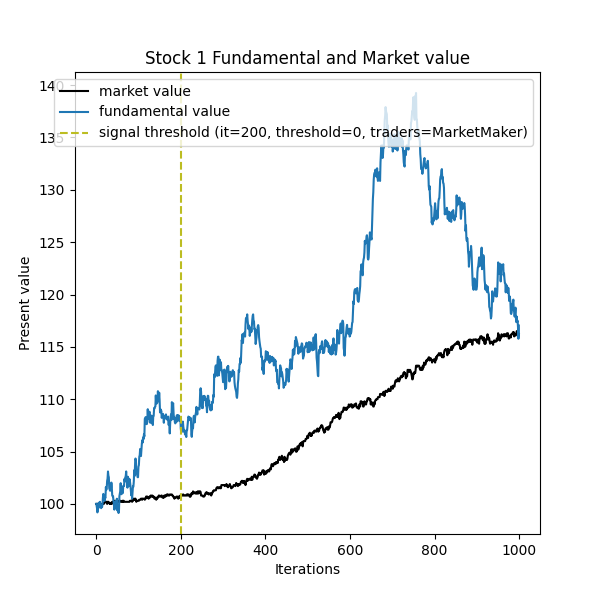 Stock 1 Fundamental and Market value
market value
fundamental value
signal threshold (it=200, threshold=0, traders=MarketMaker)
140
135
130
125
120
115
110
105
100
Present value
0 200 400 600 800 1000
Iterations